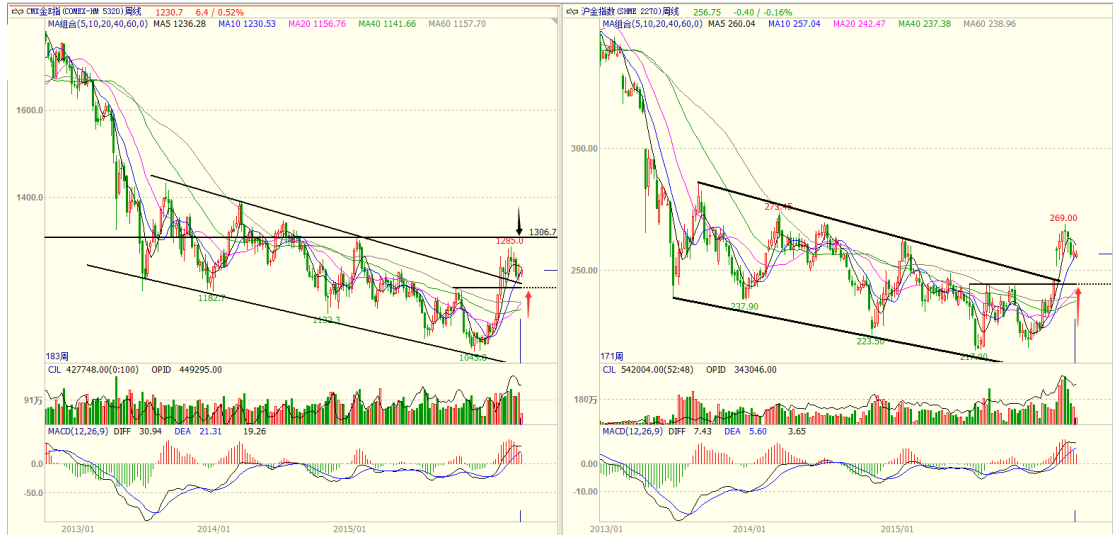 CMX金E指(COMEX-HM 5320)周线 1230.7 6.4 / 0.52%
MA组合(5,10,20,40,60,0) MA5 1236.28 MA10 1230.53 MA20 1156.76 MA40 1141.66 MA60 1157.70
1600.0
1400.0
1306.7
1285.0
1182.7
1132.3
1045.0
183周
CJL 427748.00(0:100) OPID 449295.00
91万
MACD(12,26,9) DIFF 30.94 DEA 21.31 19.26
0.0
-50.0
2013/01 2014/01 2015/01
沪金指数(SHME 2270)周线 256.75 -0.40 / -0.16%
MA组合(5,10,20,40,60,0) MA5 260.04 MA10 257.04 MA20 242.47 MA40 237.38 MA60 238.96
300.00
273.45
269.00
250.00
237.90
223.50
217.00
171周
CJL 542004.00(52:48) OPID 343046.00
180万
MACD(12,26,9) DIFF 7.43 DEA 5.60 3.65
0.00
-10.00
2013/01 2014/01 2015/01